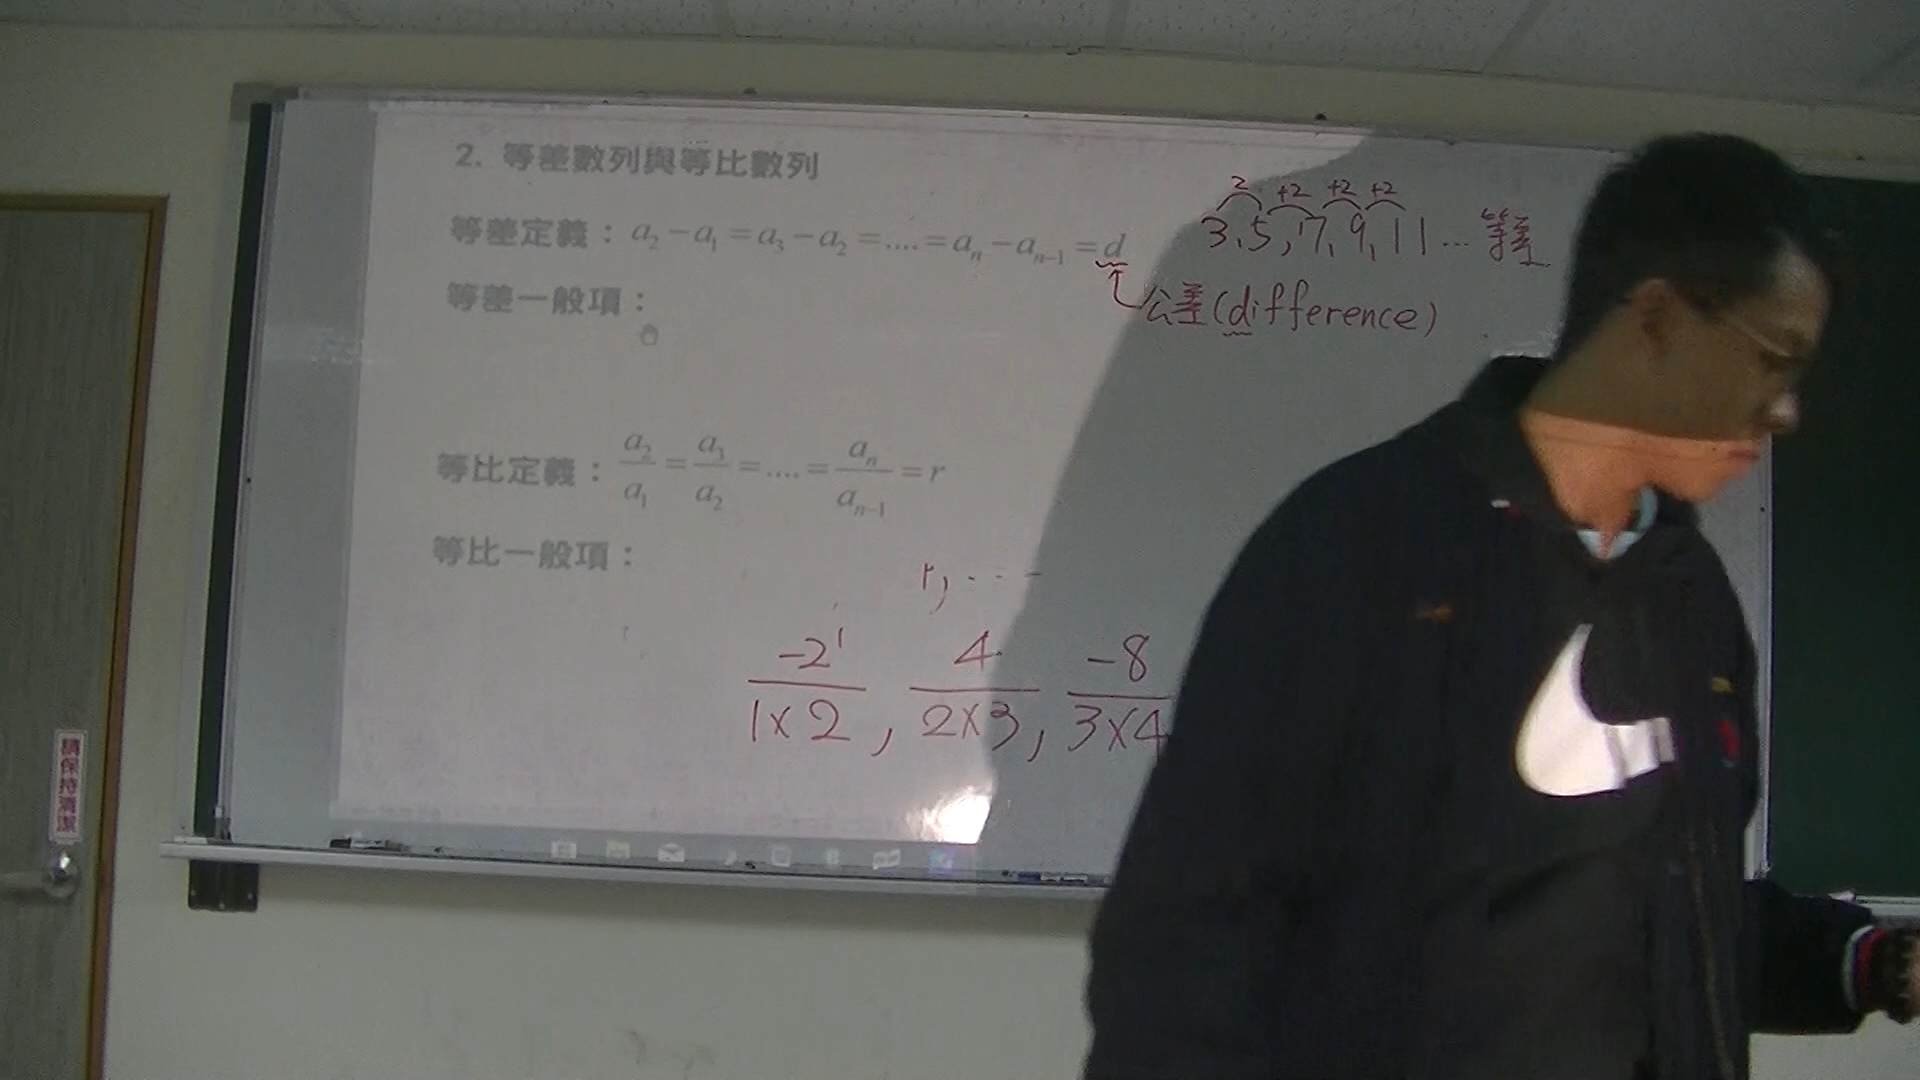 2. 等差數列與等比數列
等差定義：a₂ − a₁ = a₃ − a₂ = .... = aₙ − aₙ₋₁ = d
2 +2 +2 +2
3, 5, 7, 9, 11 ... 等差
公差(difference)
等差一般項：
等比定義：a₂/a₁ = a₃/a₂ = .... = aₙ/aₙ₋₁ = r
等比一般項：
-2/1×2 , 4/2×3 , -8/3×4
請保持清潔